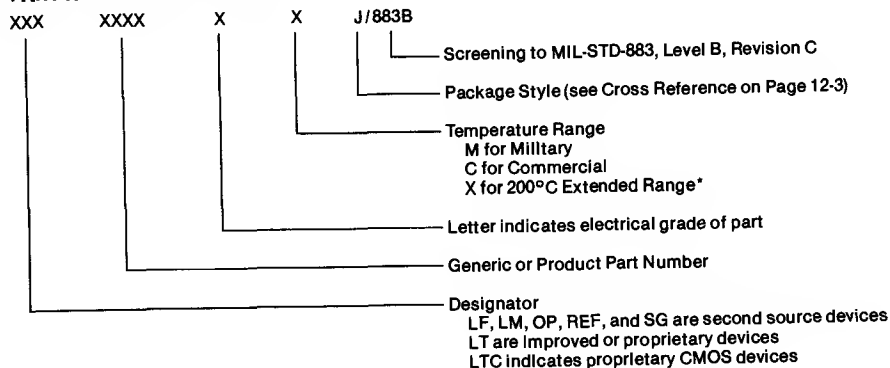 XXX XXXX X X J/883B
Screening to MIL-STD-883, Level B, Revision C
Package Style (see Cross Reference on Page 12-3)
Temperature Range
M for Military
C for Commercial
X for 200°C Extended Range*
Letter indicates electrical grade of part
Generic or Product Part Number
Designator
LF, LM, OP, REF, and SG are second source devices
LT are improved or proprietary devices
LTC indicates proprietary CMOS devices